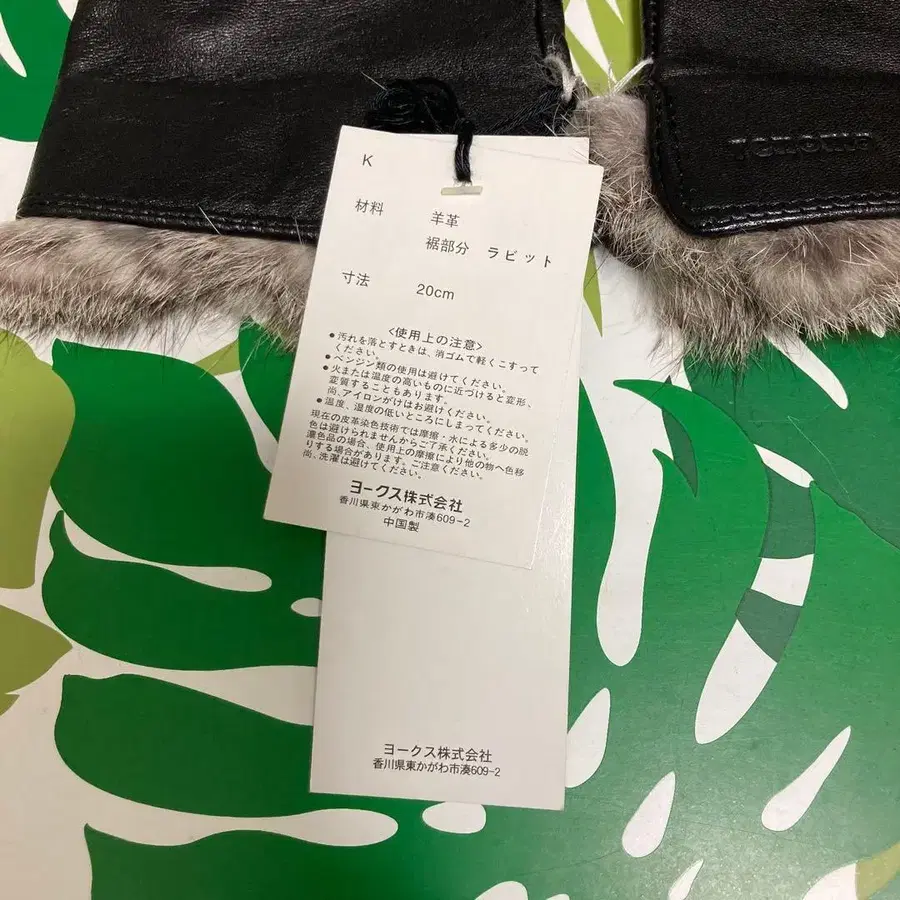 K
材料 羊革
裾部分 ラビット
寸法 20cm
<使用上の注意>
●汚れを落とすときは、消ゴムで軽くこすって
ください。
●ベンジン類の使用は避けてください。
●火または温度の高いものに近づけると変形、
変質することもあります。
尚、アイロンがけはお避けください。
●温度、湿度の低いところにしまってください。
現在の皮革染色技術では摩擦・水による多少の脱
色は避けられませんからご了承ください。
濃色品の場合、使用上の摩擦により他の物へ色移
りする場合があります。ご注意ください。
尚、洗濯は避けてください。
ヨークス株式会社
香川県東かがわ市湊609-2
中国製
ヨークス株式会社
香川県東かがわ市湊609-2